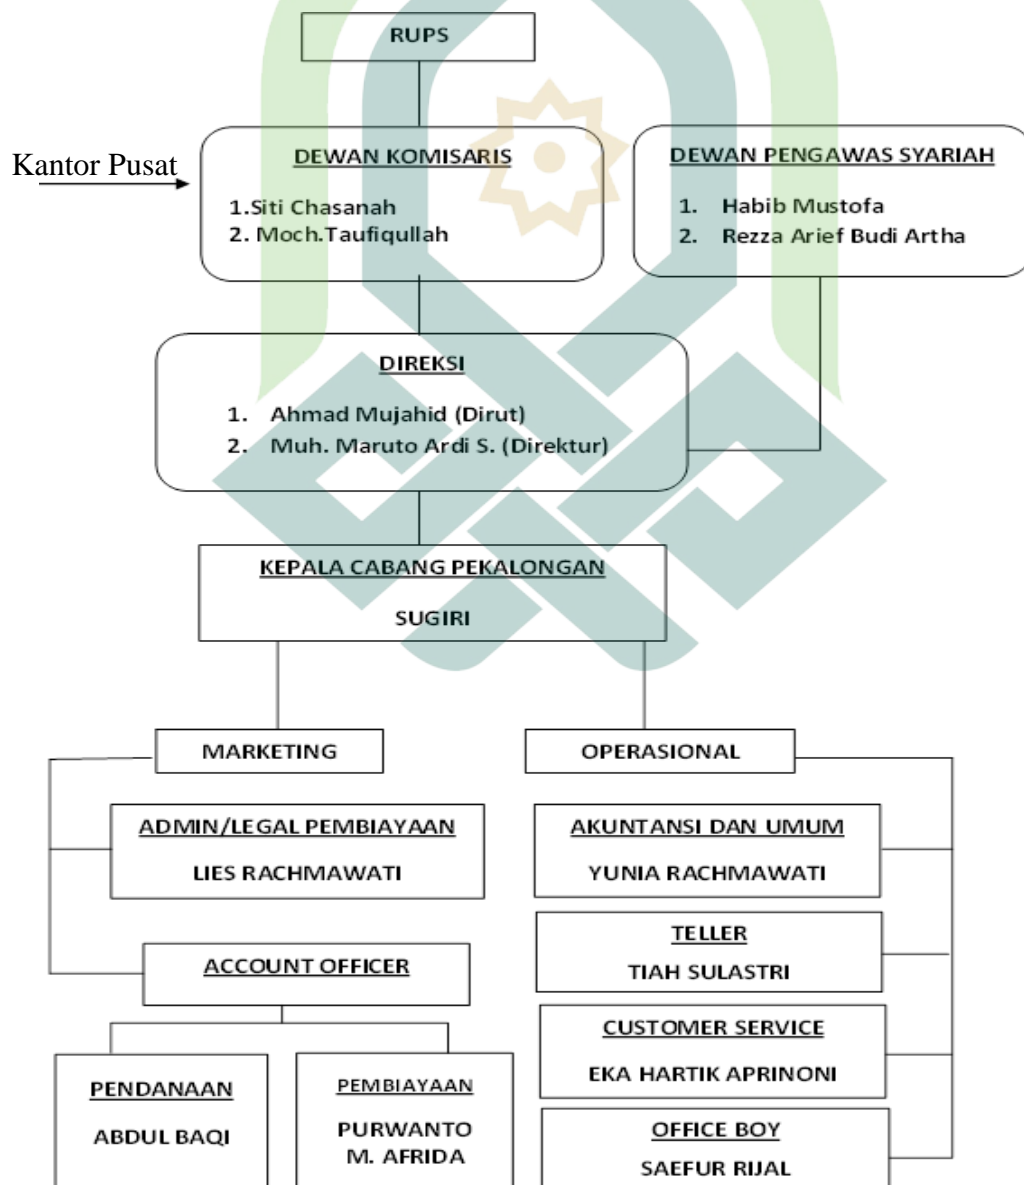 RUPS
Kantor Pusat
DEWAN KOMISARIS
1.Siti Chasanah
2. Moch.Taufiqullah
DEWAN PENGAWAS SYARIAH
1. Habib Mustofa
2. Rezza Arief Budi Artha
DIREKSI
1. Ahmad Mujahid (Dirut)
2. Muh. Maruto Ardi S. (Direktur)
KEPALA CABANG PEKALONGAN
SUGIRI
MARKETING
ADMIN/LEGAL PEMBIAYAAN
LIES RACHMAWATI
ACCOUNT OFFICER
PENDANAAN
ABDUL BAQI
PEMBIAYAAN
PURWANTO
M. AFRIDA
OPERASIONAL
AKUNTANSI DAN UMUM
YUNIA RACHMAWATI
TELLER
TIAH SULASTRI
CUSTOMER SERVICE
EKA HARTIK APRINONI
OFFICE BOY
SAEFUR RIJAL